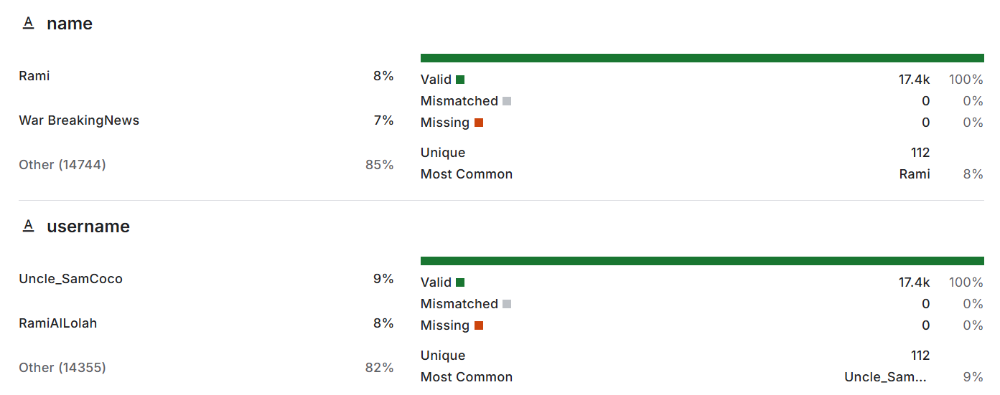 A name
Rami 8%
War BreakingNews 7%
Other (14744) 85%
Valid 17.4k 100%
Mismatched 0 0%
Missing 0 0%
Unique 112
Most Common Rami 8%
A username
Uncle_SamCoco 9%
RamiAlLolah 8%
Other (14355) 82%
Valid 17.4k 100%
Mismatched 0 0%
Missing 0 0%
Unique 112
Most Common Uncle_Sam... 9%